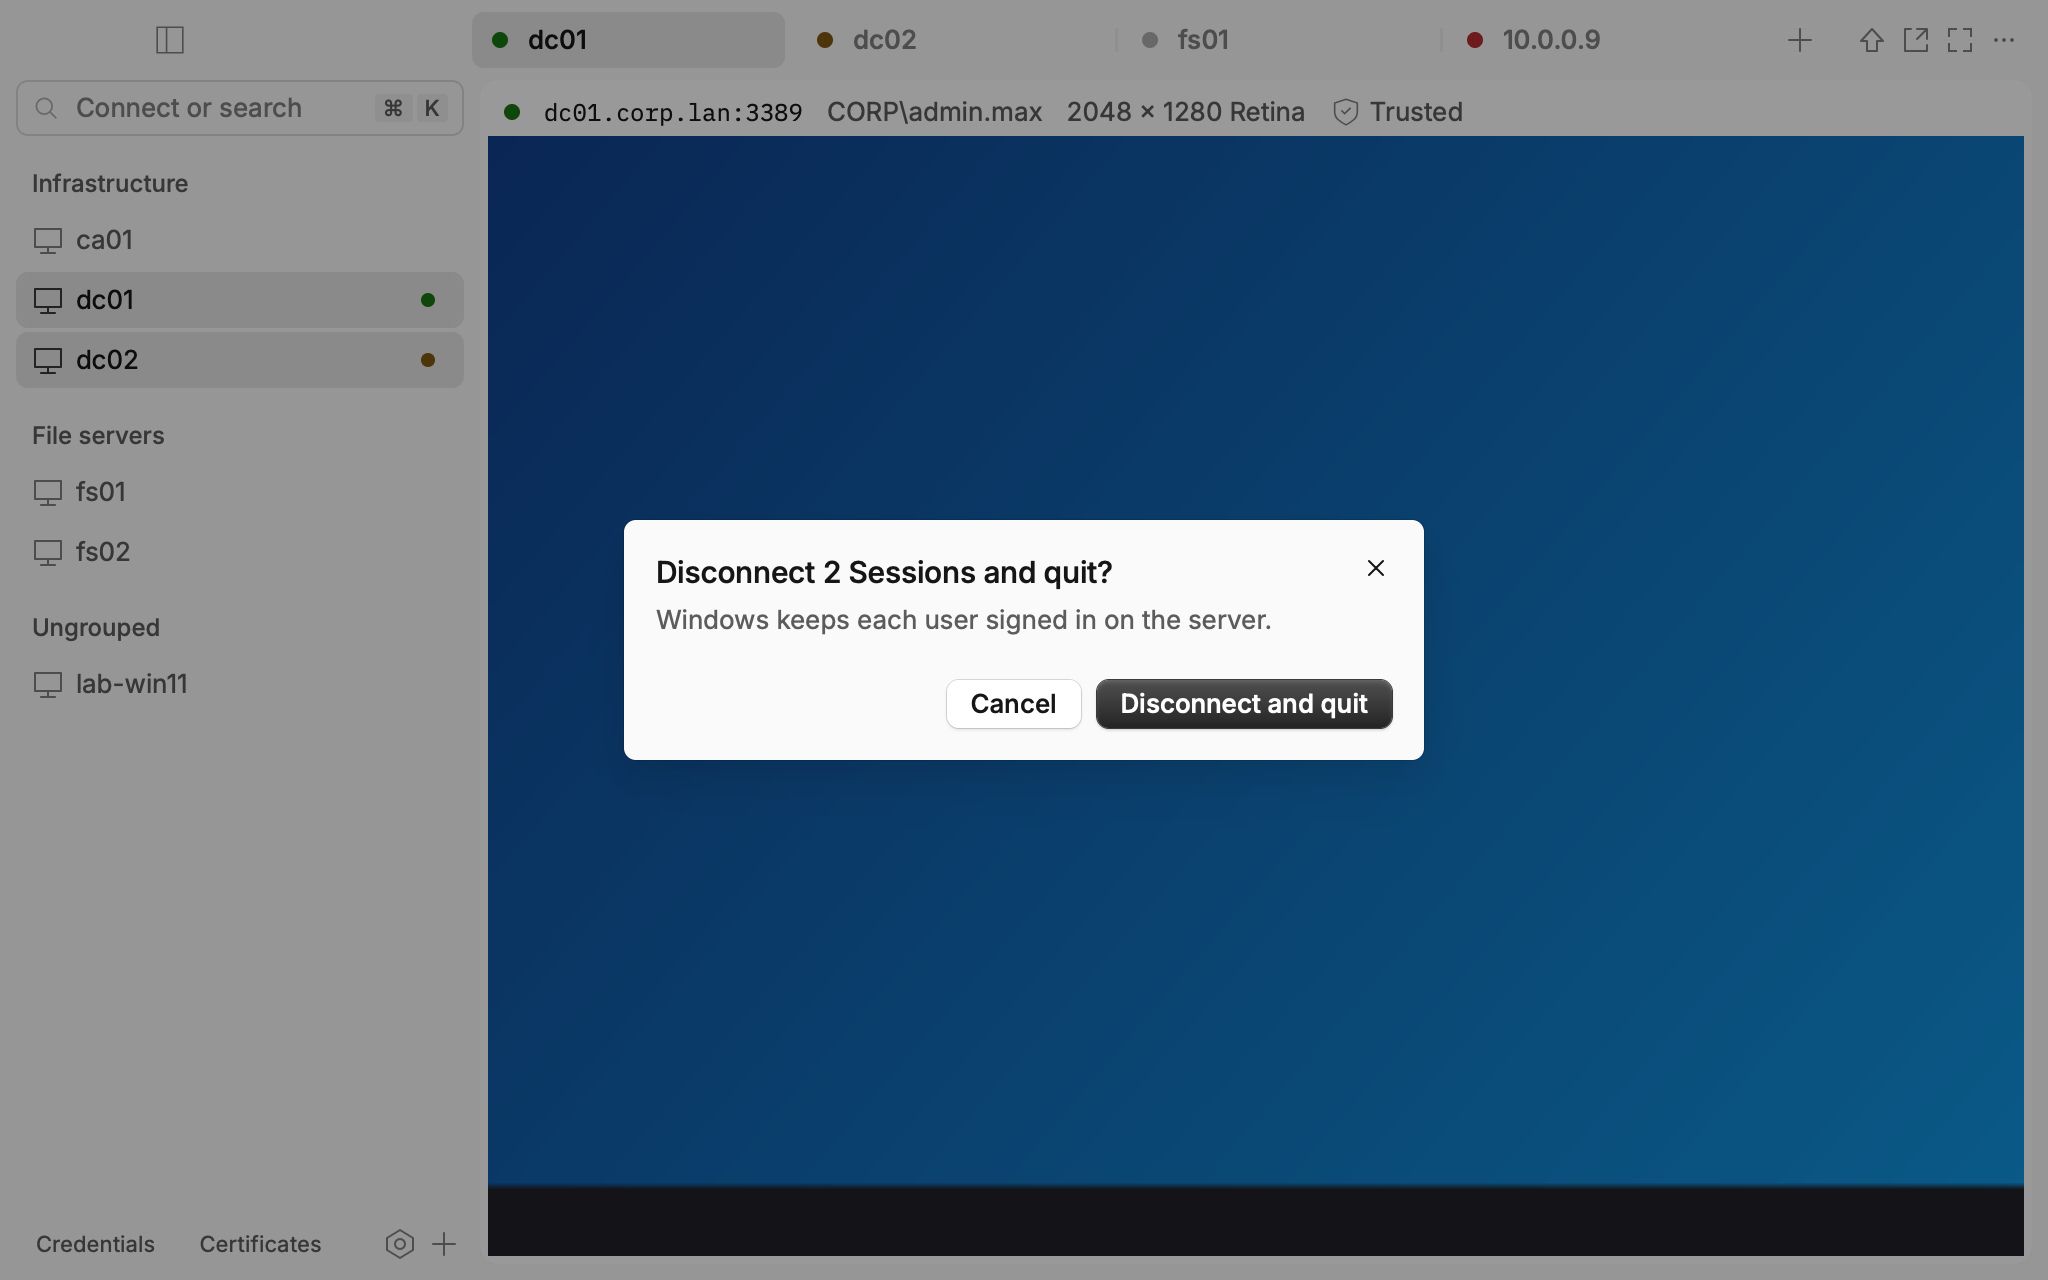 dc01
dc02
fs01
10.0.0.9
Connect or search ⌘ K
dc01.corp.lan:3389 CORP\admin.max 2048 × 1280 Retina Trusted
Infrastructure
ca01
dc01
dc02
File servers
fs01
fs02
Ungrouped
lab-win11
Disconnect 2 Sessions and quit?
Windows keeps each user signed in on the server.
Cancel
Disconnect and quit
Credentials
Certificates